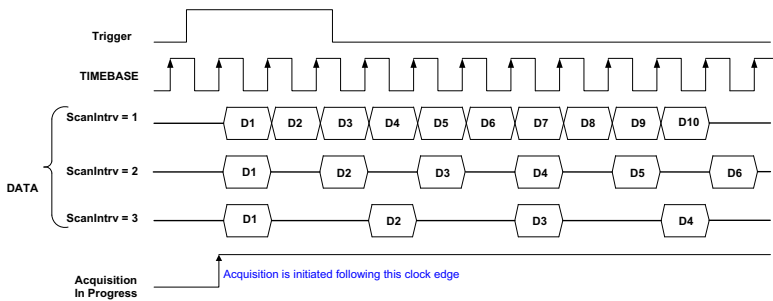 Trigger
TIMEBASE
DATA
ScanIntrv = 1
D1 D2 D3 D4 D5 D6 D7 D8 D9 D10
ScanIntrv = 2
D1 D2 D3 D4 D5 D6
ScanIntrv = 3
D1 D2 D3 D4
Acquisition
In Progress
Acquisition is initiated following this clock edge